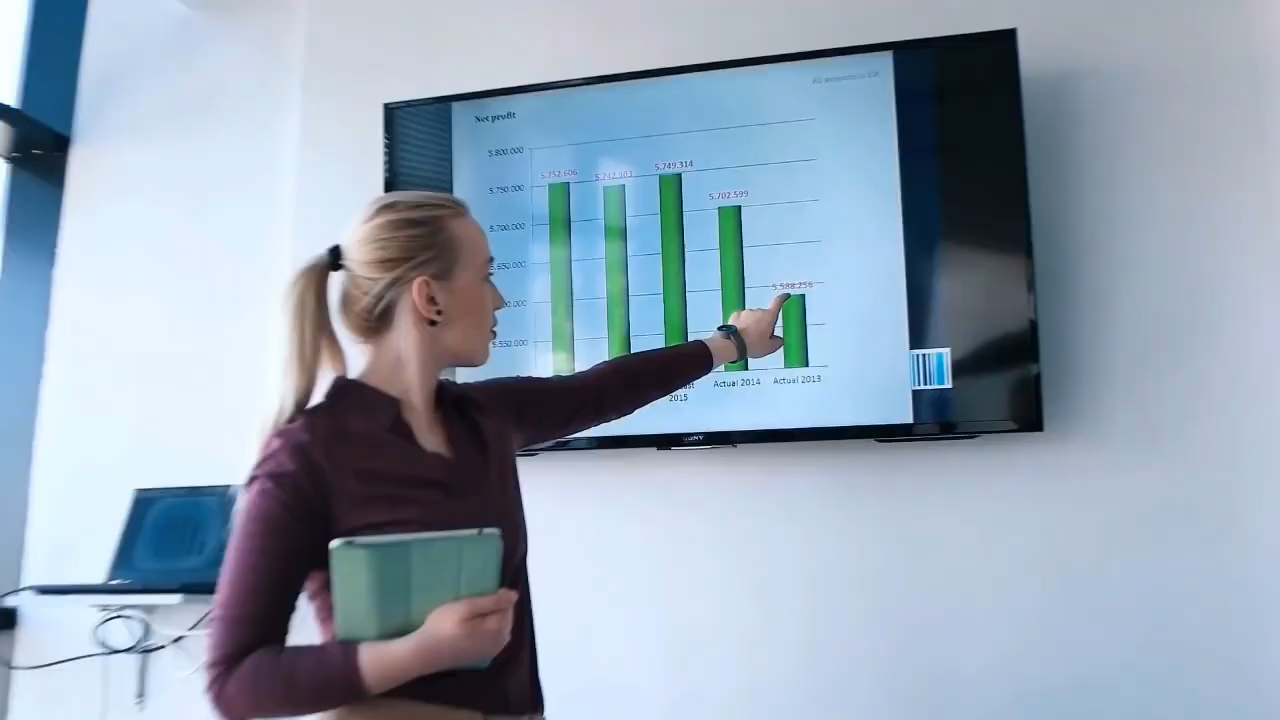 Net profit
5.800.000
5.752.606
5.749.314
5.750.000
5.702.599
5.700.000
5.650.000
5.588.256
5.550.000
Actual 2014
Actual 2013
2015
SONY